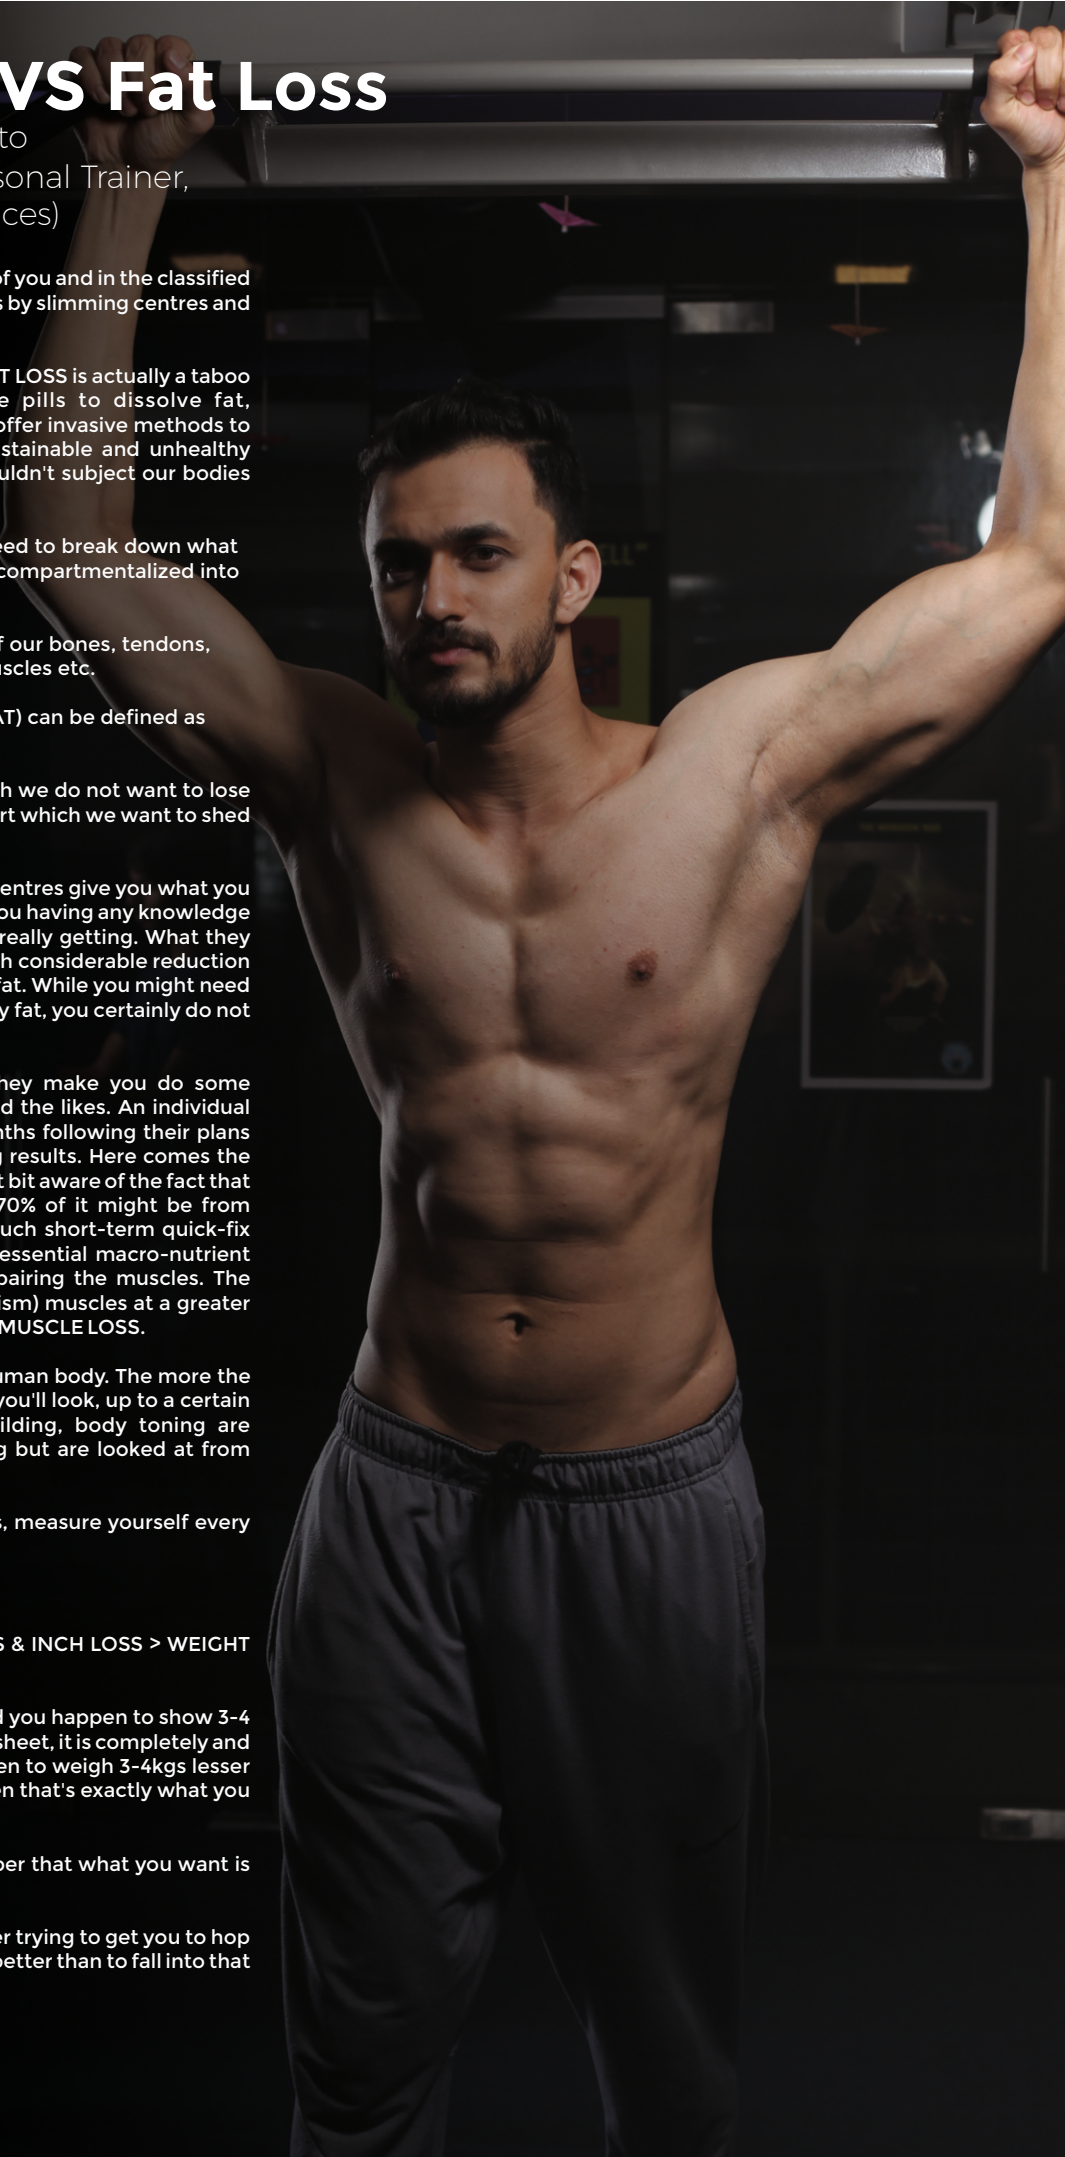 VS Fat Loss
to
sonal Trainer,
ces)
of you and in the classified
s by slimming centres and
T LOSS is actually a taboo
e pills to dissolve fat,
offer invasive methods to
stainable and unhealthy
uldn't subject our bodies
eed to break down what
compartmentalized into
f our bones, tendons,
uscles etc.
AT) can be defined as
h we do not want to lose
rt which we want to shed
entres give you what you
ou having any knowledge
really getting. What they
h considerable reduction
fat. While you might need
y fat, you certainly do not
hey make you do some
d the likes. An individual
nths following their plans
g results. Here comes the
t bit aware of the fact that
70% of it might be from
uch short-term quick-fix
essential macro-nutrient
pairing the muscles. The
ism) muscles at a greater
MUSCLE LOSS.
uman body. The more the
you'll look, up to a certain
ilding, body toning are
g but are looked at from
s, measure yourself every
S & INCH LOSS > WEIGHT
d you happen to show 3-4
sheet, it is completely and
en to weigh 3-4kgs lesser
en that's exactly what you
ber that what you want is
er trying to get you to hop
better than to fall into that